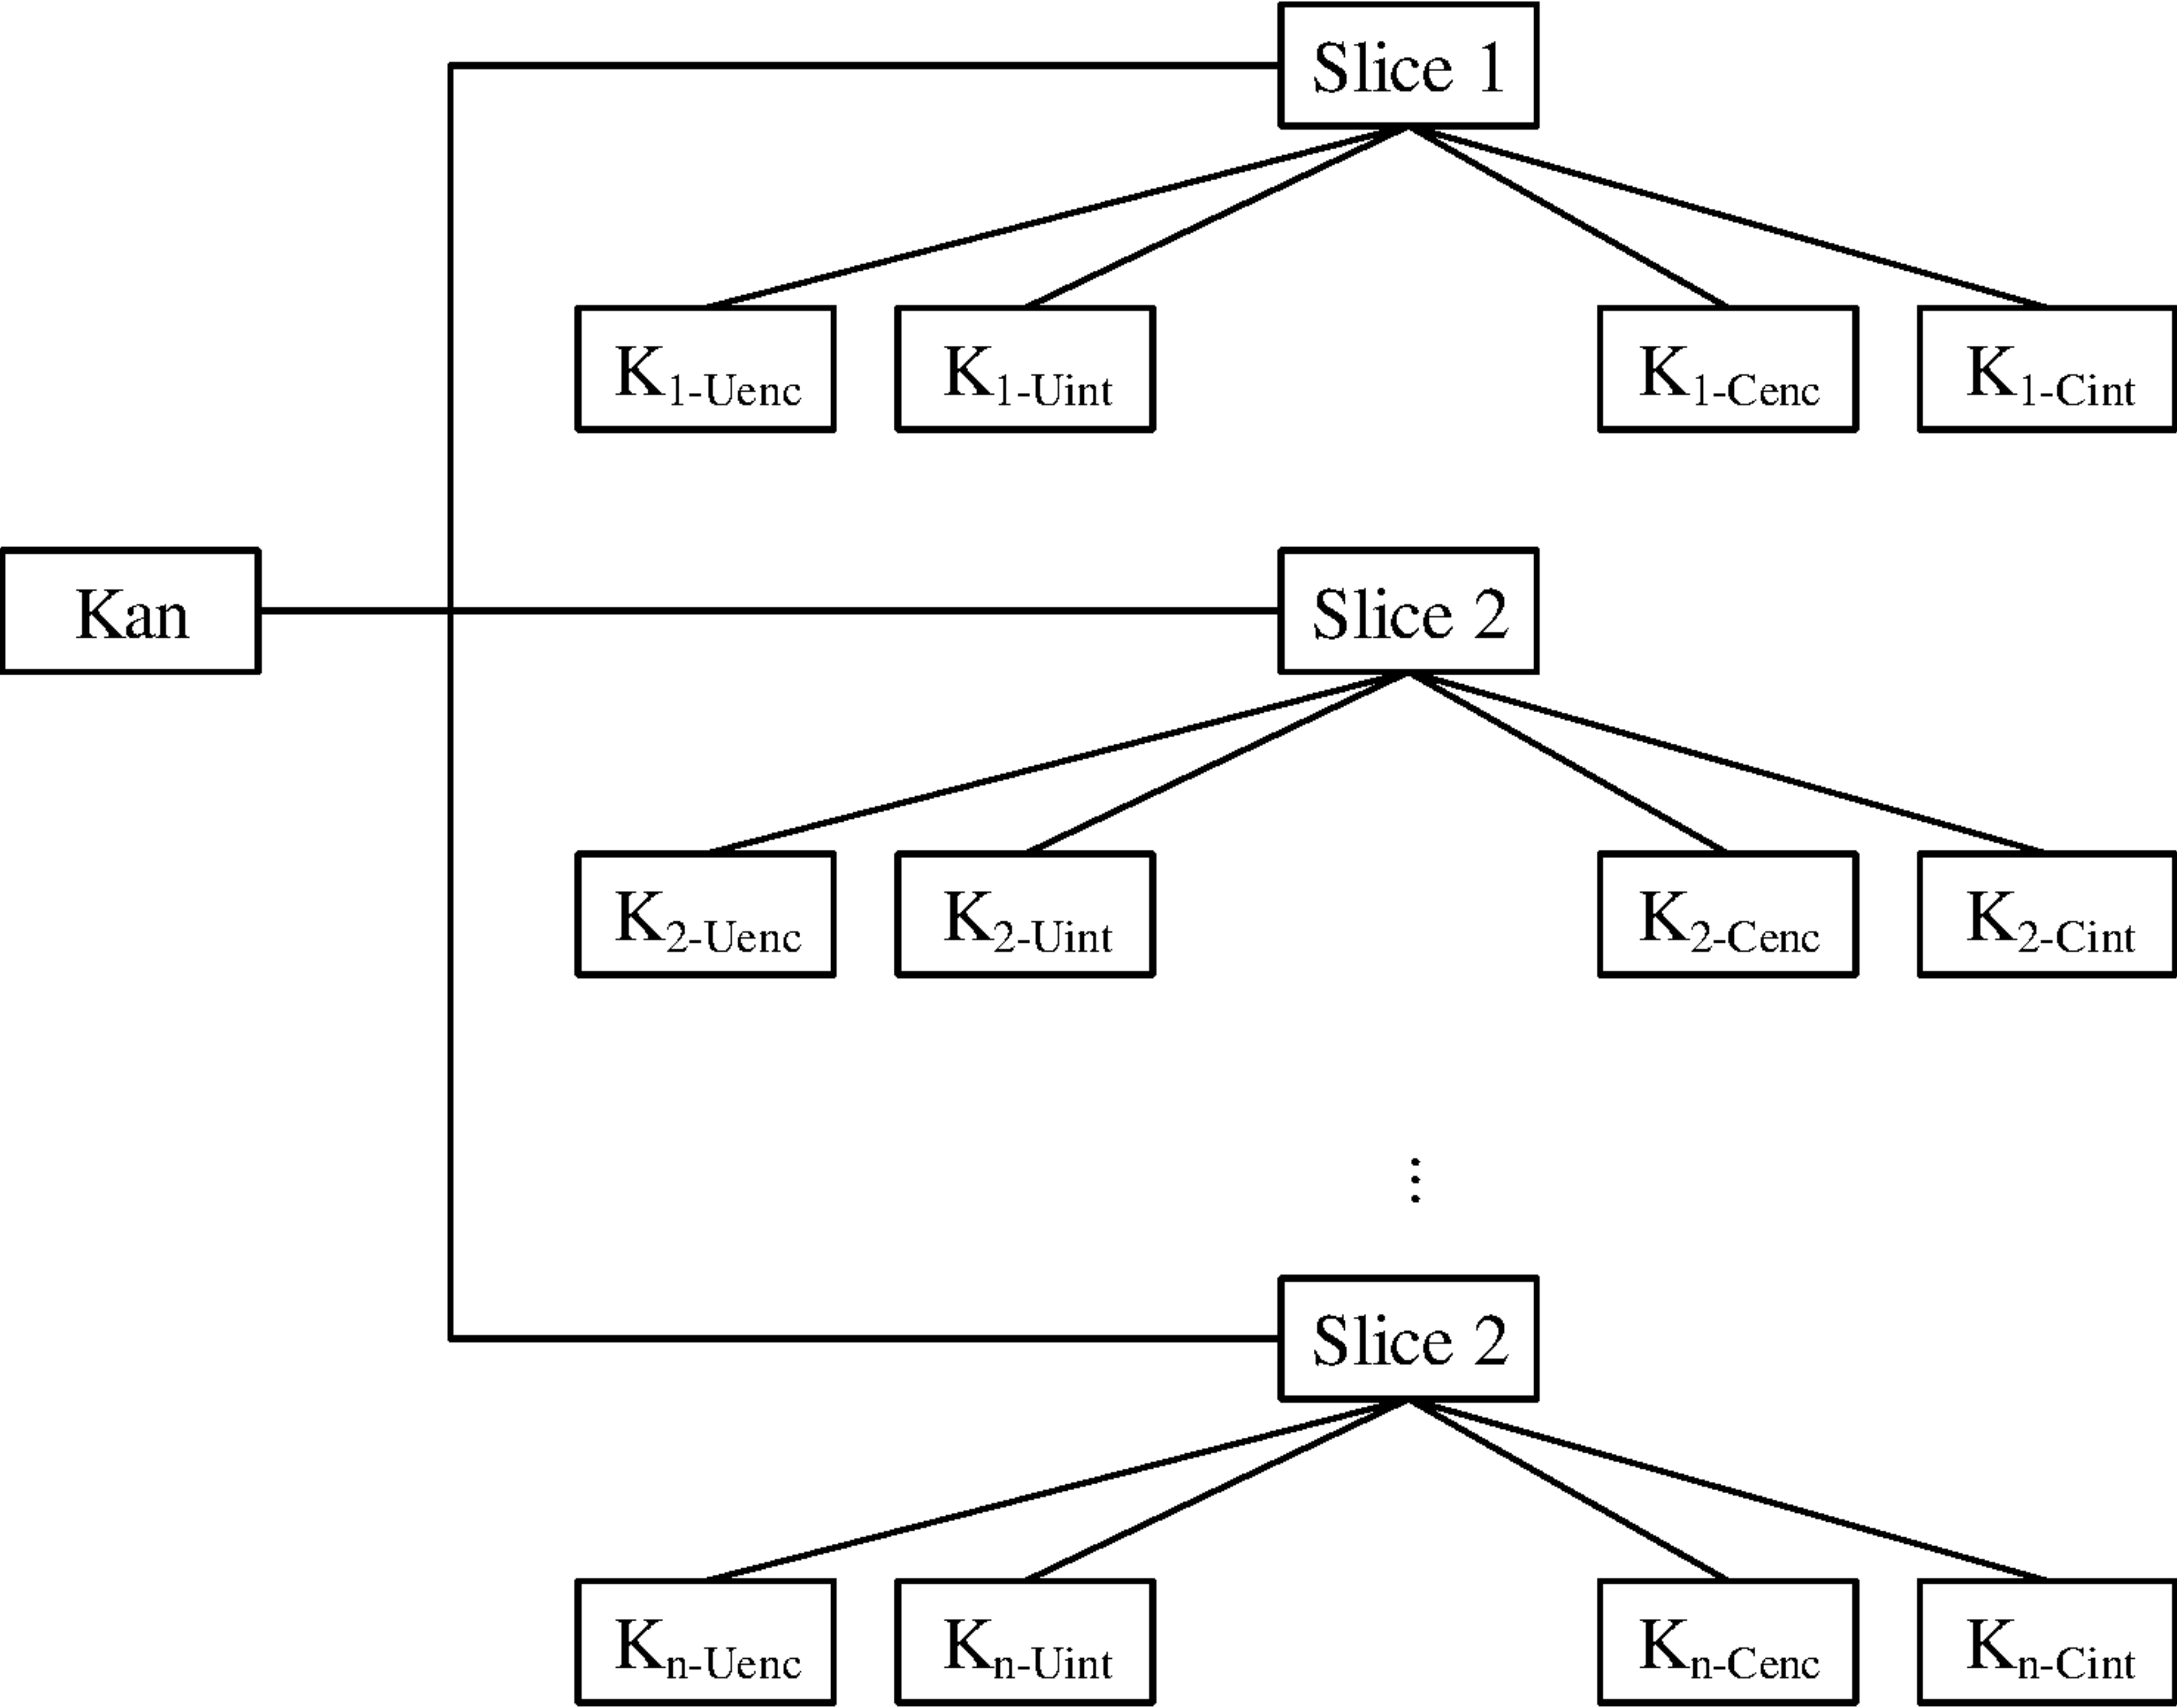 Slice 1
K1-Uenc K1-Uint K1-Cenc K1-Cint
Kan Slice 2
K2-Uenc K2-Uint K2-Cenc K2-Cint
⋮
Slice 2
Kn-Uenc Kn-Uint Kn-Cenc Kn-Cint